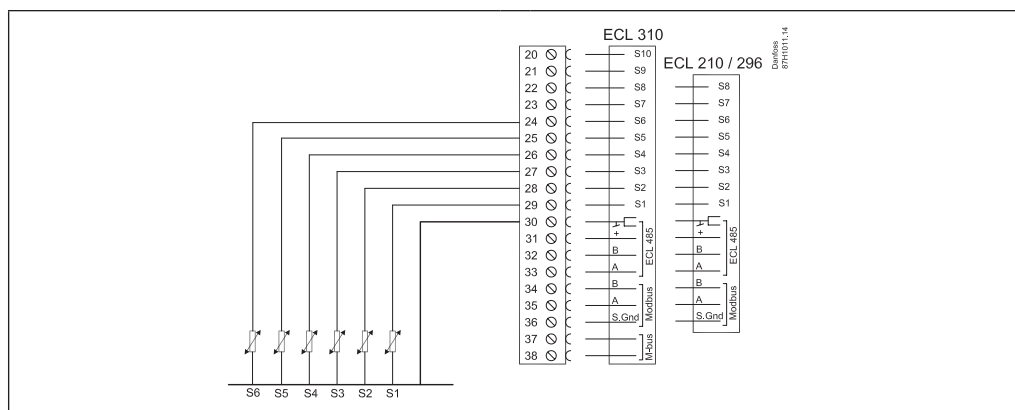 ECL 310
ECL 210 / 296
Danfoss
87H1011.14
20 S10
21 S9
22 S8 S8
23 S7 S7
24 S6 S6
25 S5 S5
26 S4 S4
27 S3 S3
28 S2 S2
29 S1 S1
30
31 + +
32 B B
33 A A
ECL 485
ECL 485
34 B B
35 A A
36 S.Gnd S.Gnd
Modbus
Modbus
37
38
M-bus
S6 S5 S4 S3 S2 S1